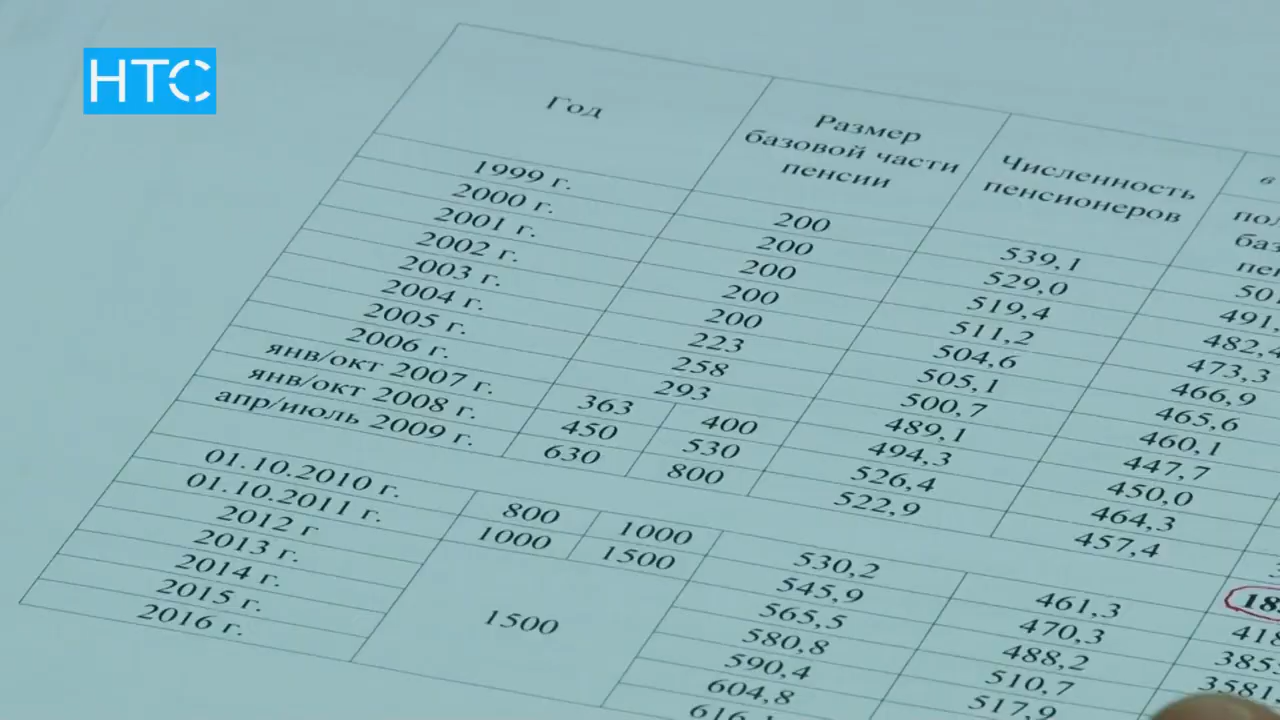 НТС
Год
Размер
базовой части
пенсии
Численность
пенсионеров
в
пол
баз
пен
1999 г. 200 539,1 50
2000 г. 200 529,0 491,
2001 г. 200 519,4 482,4
2002 г. 200 511,2 473,3
2003 г. 200 504,6 466,9
2004 г. 223 505,1 465,6
2005 г. 258 500,7 460,1
2006 г. 293 489,1 447,7
янв/окт 2007 г. 363 400 494,3 450,0
янв/окт 2008 г. 450 530 526,4 464,3
апр/июль 2009 г. 630 800 522,9 457,4
01.10.2010 г. 800 1000 530,2 461,3 18
01.10.2011 г. 1000 1500 545,9 470,3 418
2012 г 565,5 488,2 385
2013 г. 580,8 510,7 3581,
2014 г. 1500 590,4 517,9
2015 г. 604,8
2016 г. 616,